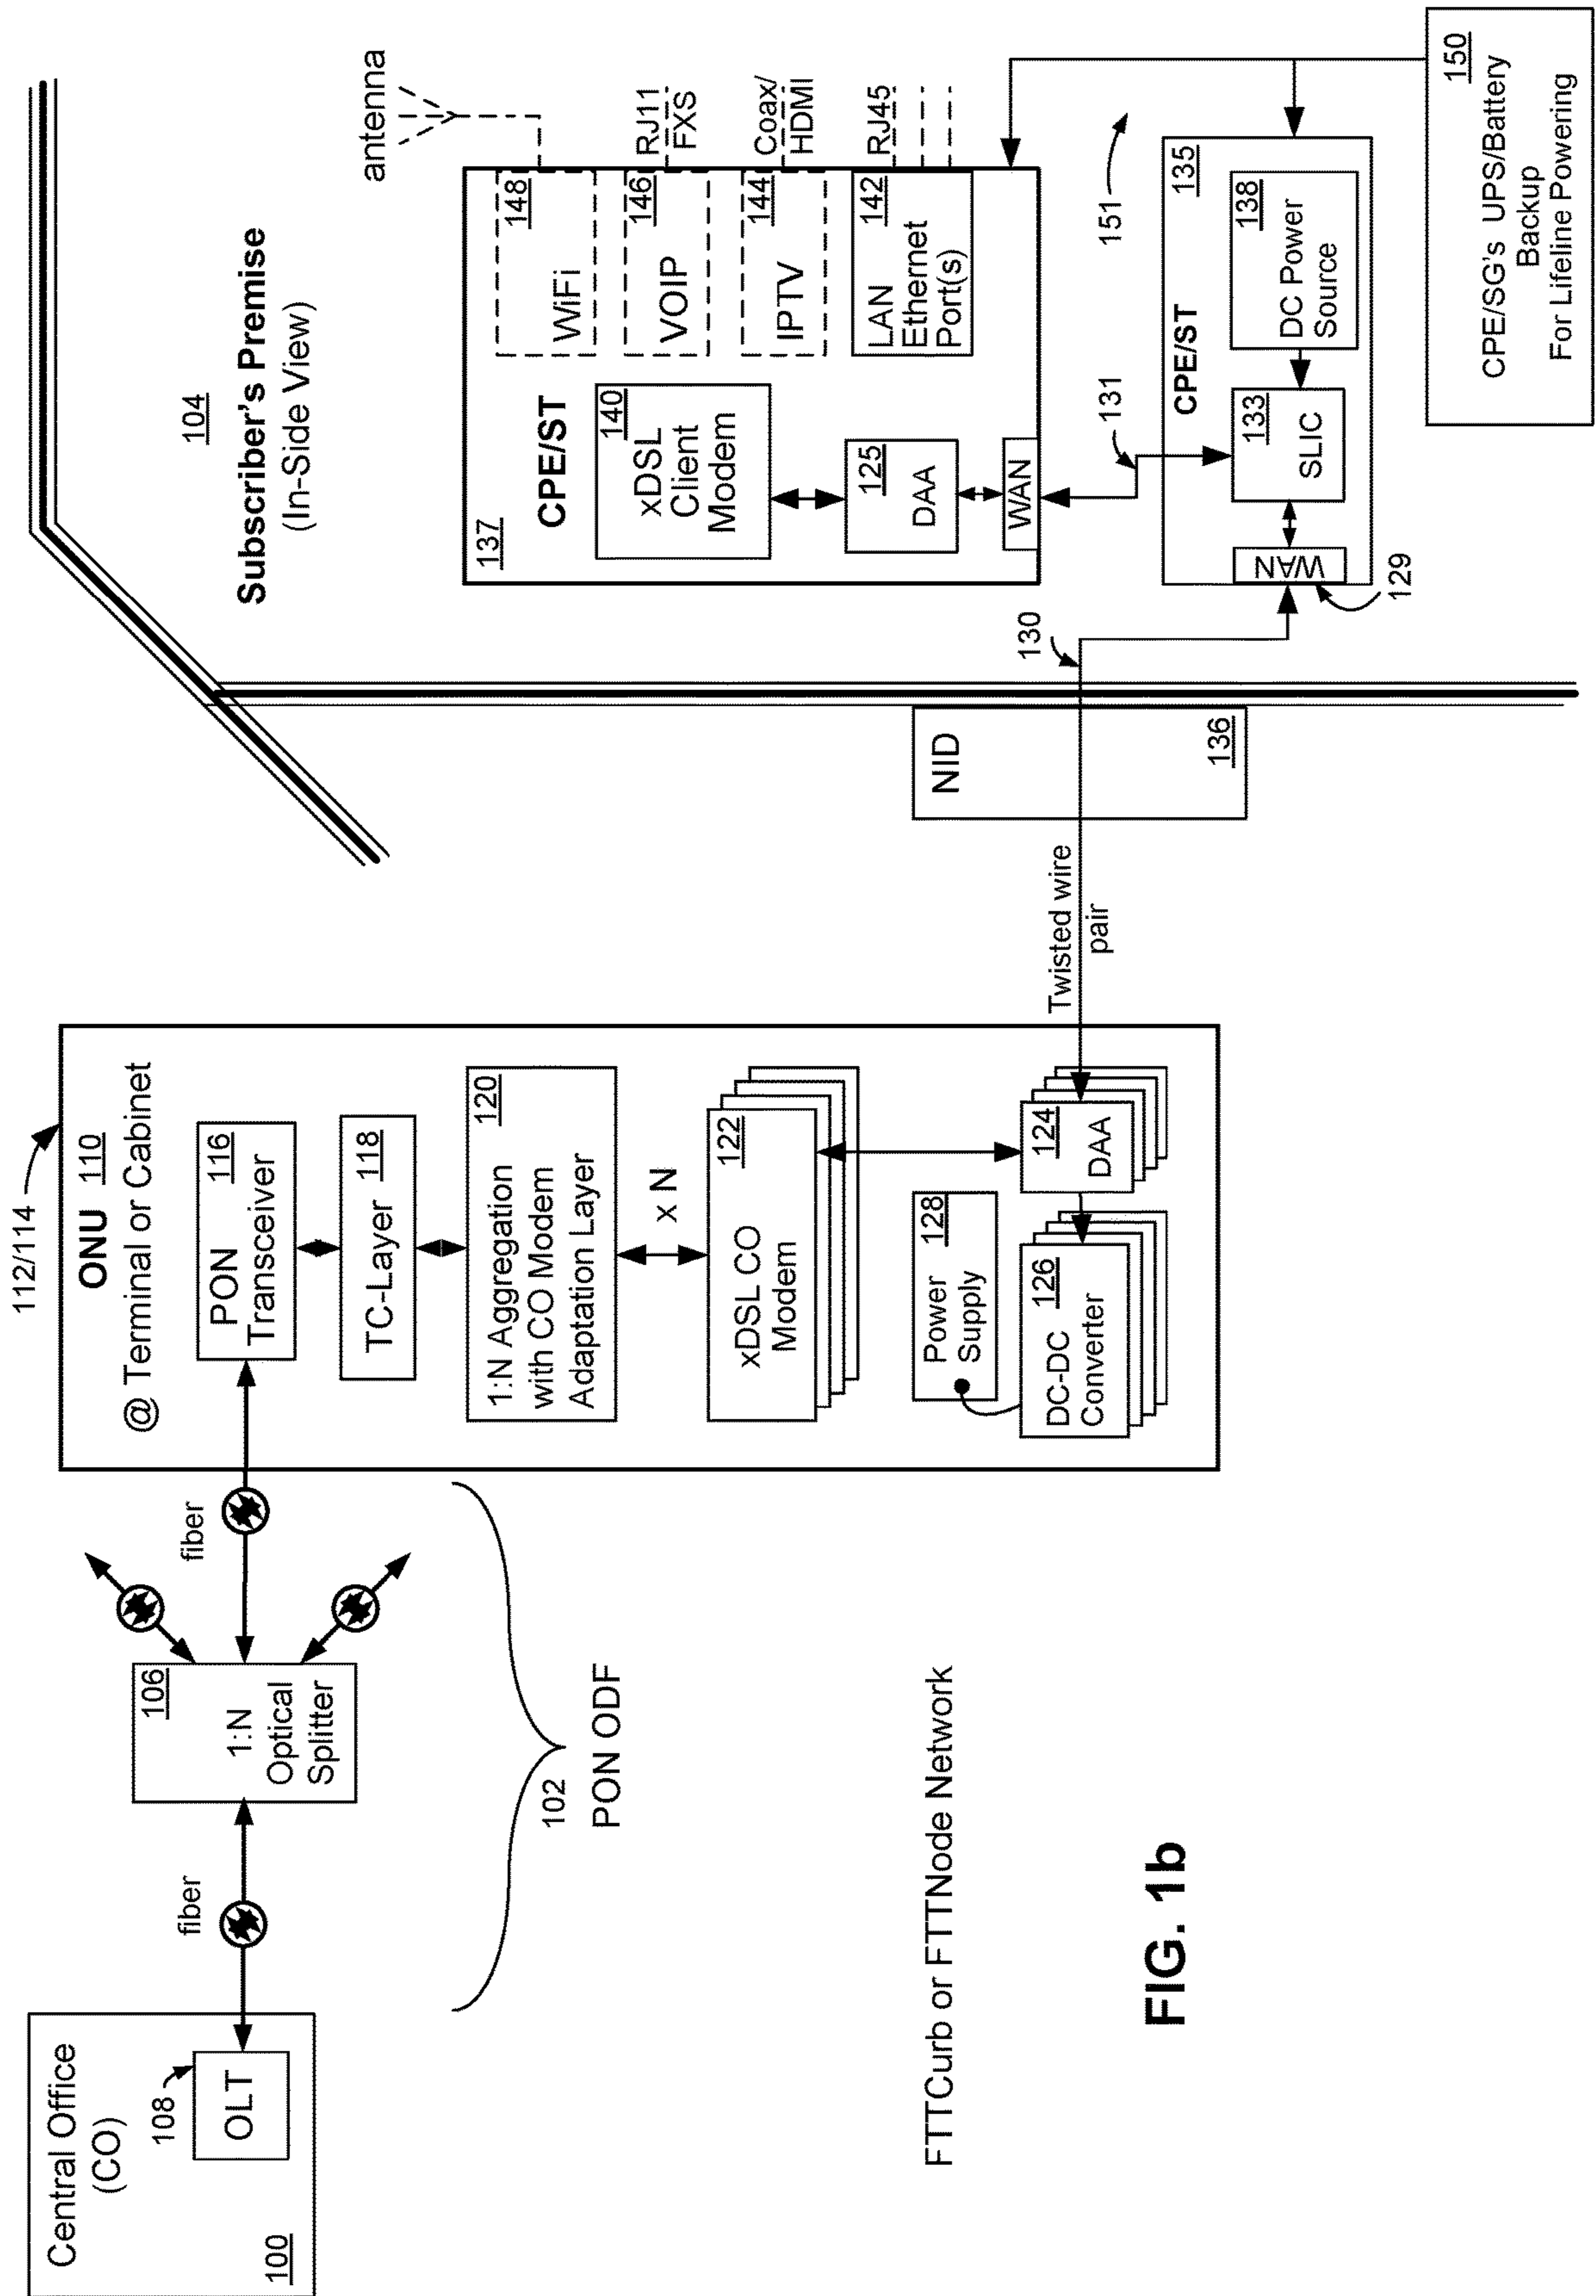 Central Office
(CO)
108
OLT
100
fiber
106
1:N
Optical
Splitter
fiber
102
PON ODF
112/114
ONU 110
@ Terminal or Cabinet
116
PON
Transceiver
118
TC-Layer
120
1:N Aggregation
with CO Modem
Adaptation Layer
x N
122
xDSL CO
Modem
128
Power
Supply
124
DAA
126
DC-DC
Converter
Twisted wire
pair
NID
136
130
104
Subscriber's Premise
(In-Side View)
antenna
137
CPE/ST
140
xDSL
Client
Modem
125
DAA
WAN
148
WiFi
146
VOIP
RJ11
FXS
144
IPTV
Coax/
HDMI
142
LAN
Ethernet
Port(s)
RJ45
131
151
CPE/ST
135
WAN
129
133
SLIC
138
DC Power
Source
150
CPE/SG's UPS/Battery
Backup
For Lifeline Powering
FTTCurb or FTTNode Network
FIG. 1b